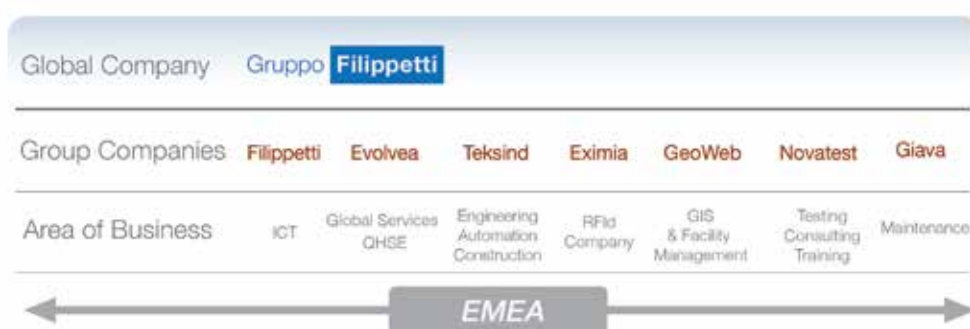 Global Company Gruppo Filippetti
Group Companies Filippetti Evolvea Teksind Eximia GeoWeb Novatest Giava
Area of Business ICT Global Services QHSE Engineering Automation Construction RFId Company GIS & Facility Management Testing Consulting Training Maintenance
EMEA